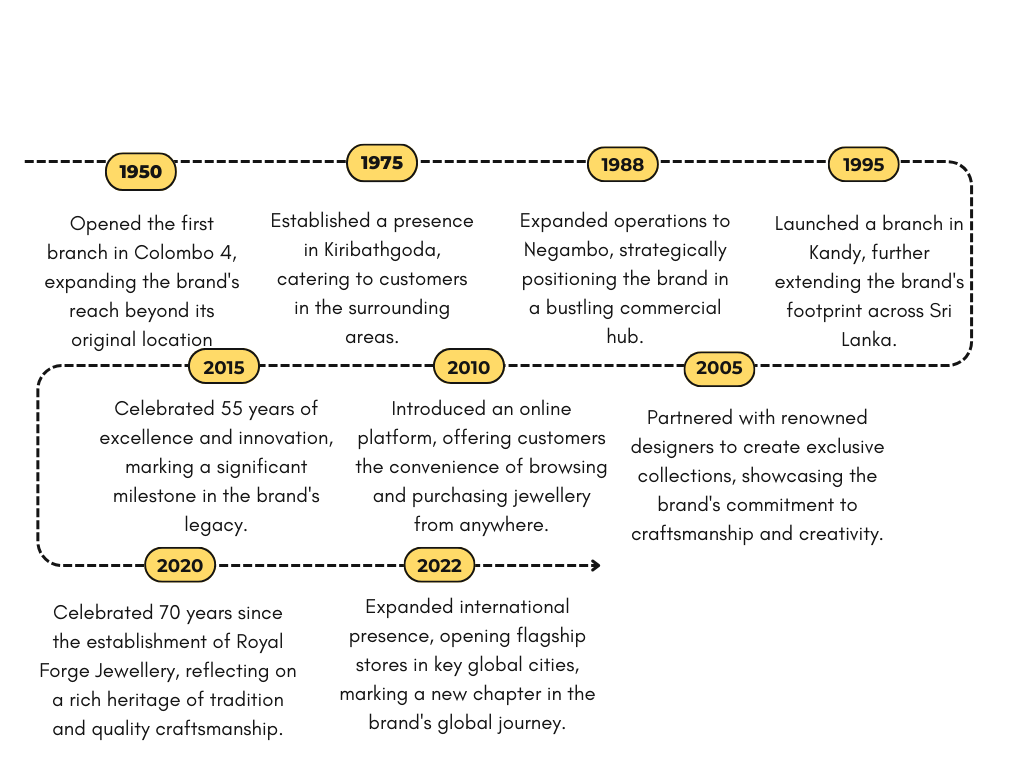 1950
Opened the first
branch in Colombo 4,
expanding the brand's
reach beyond its
original location
1975
Established a presence
in Kiribathgoda,
catering to customers
in the surrounding
areas.
1988
Expanded operations to
Negambo, strategically
positioning the brand in
a bustling commercial
hub.
1995
Launched a branch in
Kandy, further
extending the brand's
footprint across Sri
Lanka.
2005
Partnered with renowned
designers to create exclusive
collections, showcasing the
brand's commitment to
craftsmanship and creativity.
2010
Introduced an online
platform, offering customers
the convenience of browsing
and purchasing jewellery
from anywhere.
2015
Celebrated 55 years of
excellence and innovation,
marking a significant
milestone in the brand's
legacy.
2020
Celebrated 70 years since
the establishment of Royal
Forge Jewellery, reflecting on
a rich heritage of tradition
and quality craftsmanship.
2022
Expanded international
presence, opening flagship
stores in key global cities,
marking a new chapter in the
brand's global journey.